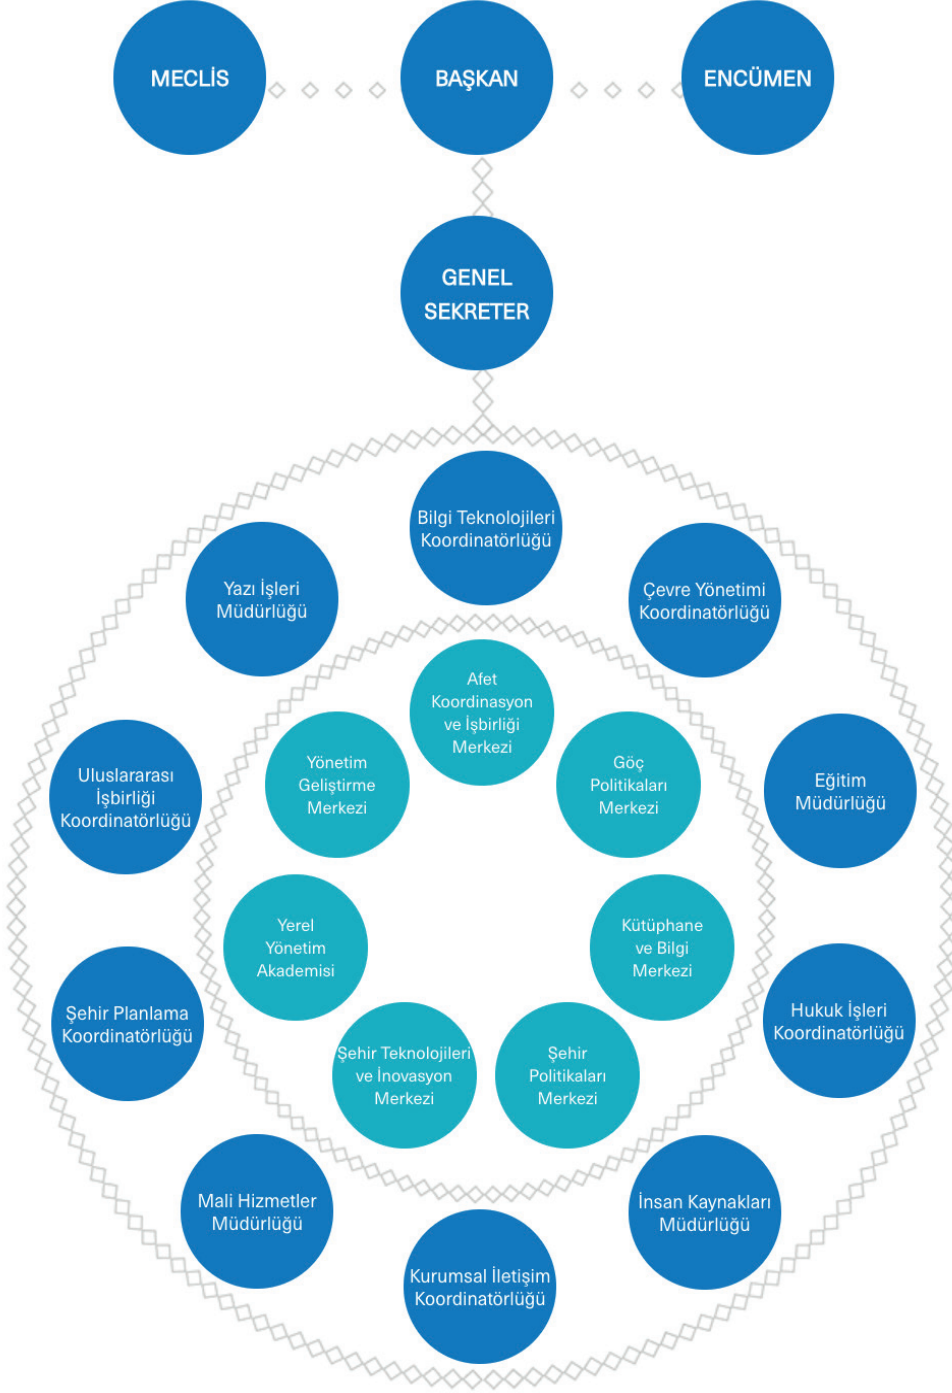 MECLİS
BAŞKAN
ENCÜMEN
GENEL
SEKRETER
Bilgi Teknolojileri
Koordinatörlüğü
Yazı İşleri
Müdürlüğü
Çevre Yönetimi
Koordinatörlüğü
Afet
Koordinasyon
ve İşbirliği
Merkezi
Yönetim
Geliştirme
Merkezi
Göç
Politikaları
Merkezi
Uluslararası
İşbirliği
Koordinatörlüğü
Eğitim
Müdürlüğü
Yerel
Yönetim
Akademisi
Kütüphane
ve Bilgi
Merkezi
Şehir Planlama
Koordinatörlüğü
Hukuk İşleri
Koordinatörlüğü
Şehir Teknolojileri
ve İnovasyon
Merkezi
Şehir
Politikaları
Merkezi
Mali Hizmetler
Müdürlüğü
İnsan Kaynakları
Müdürlüğü
Kurumsal İletişim
Koordinatörlüğü